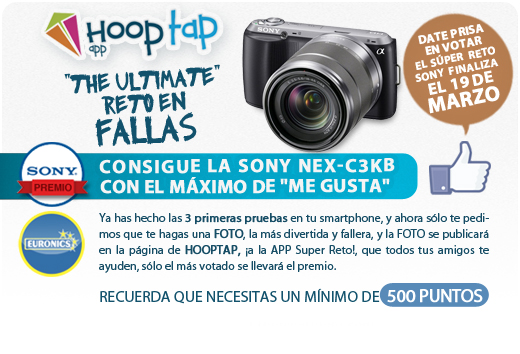 HOOPtap
app
"THE ULTIMATE"
RETO EN
FALLAS
SONY
α
DATE PRISA
EN VOTAR
EL SÚPER RETO
SONY FINALIZA
EL 19 DE
MARZO
SONY
PREMIO
CONSIGUE LA SONY NEX-C3KB
CON EL MÁXIMO DE "ME GUSTA"
EURONICS
Ya has hecho las 3 primeras pruebas en tu smartphone, y ahora sólo te pedi-
mos que te hagas una FOTO, la más divertida y fallera, y la FOTO se publicará
en la página de HOOPTAP, ¡a la APP Super Reto!, que todos tus amigos te
ayuden, sólo el más votado se llevará el premio.
RECUERDA QUE NECESITAS UN MÍNIMO DE 500 PUNTOS